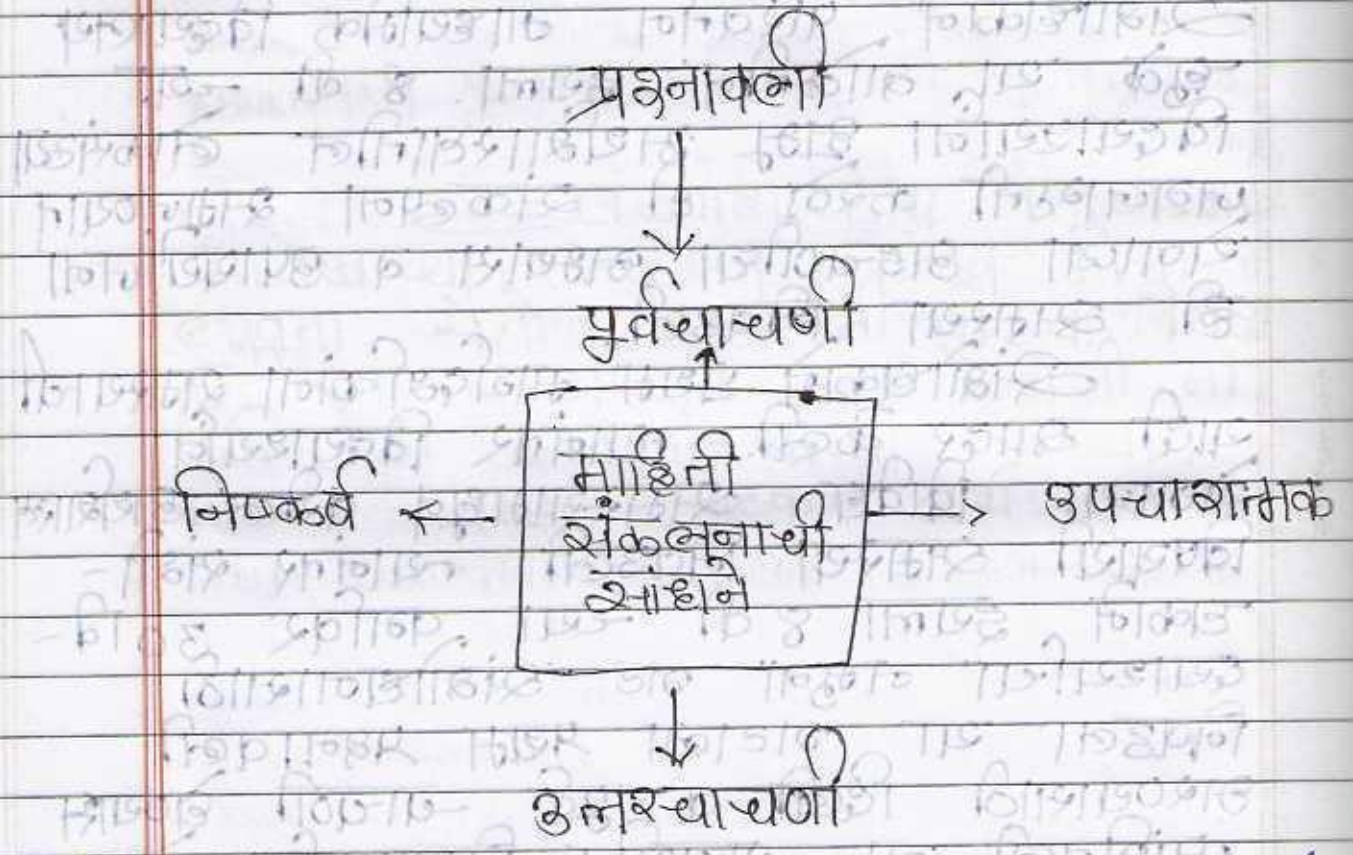 प्रश्नावली
पूर्वचाचणी
माहिती
निष्कर्ष संकलनाची उपचारात्मक
साधने
उत्तरचाचणी